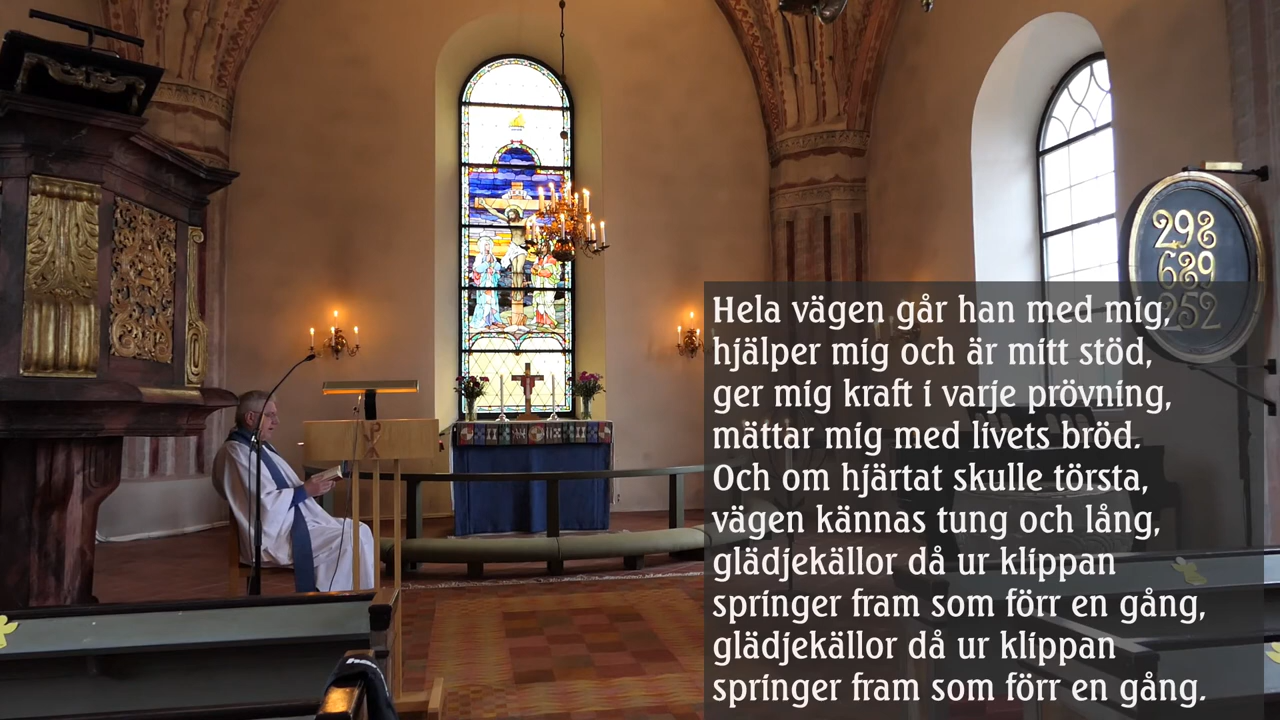 298
629
252
Hela vägen går han med mig,
hjälper mig och är mitt stöd,
ger mig kraft i varje prövning,
mättar mig med livets bröd.
Och om hjärtat skulle törsta,
vägen kännas tung och lång,
glädjekällor då ur klippan
springer fram som förr en gång,
glädjekällor då ur klippan
springer fram som förr en gång.